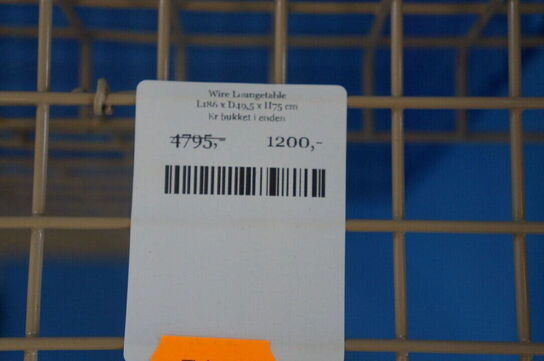 Wire Loungetable
L186 x D49,5 x H75 cm
Er bukket i enden
4795,- 1200,-